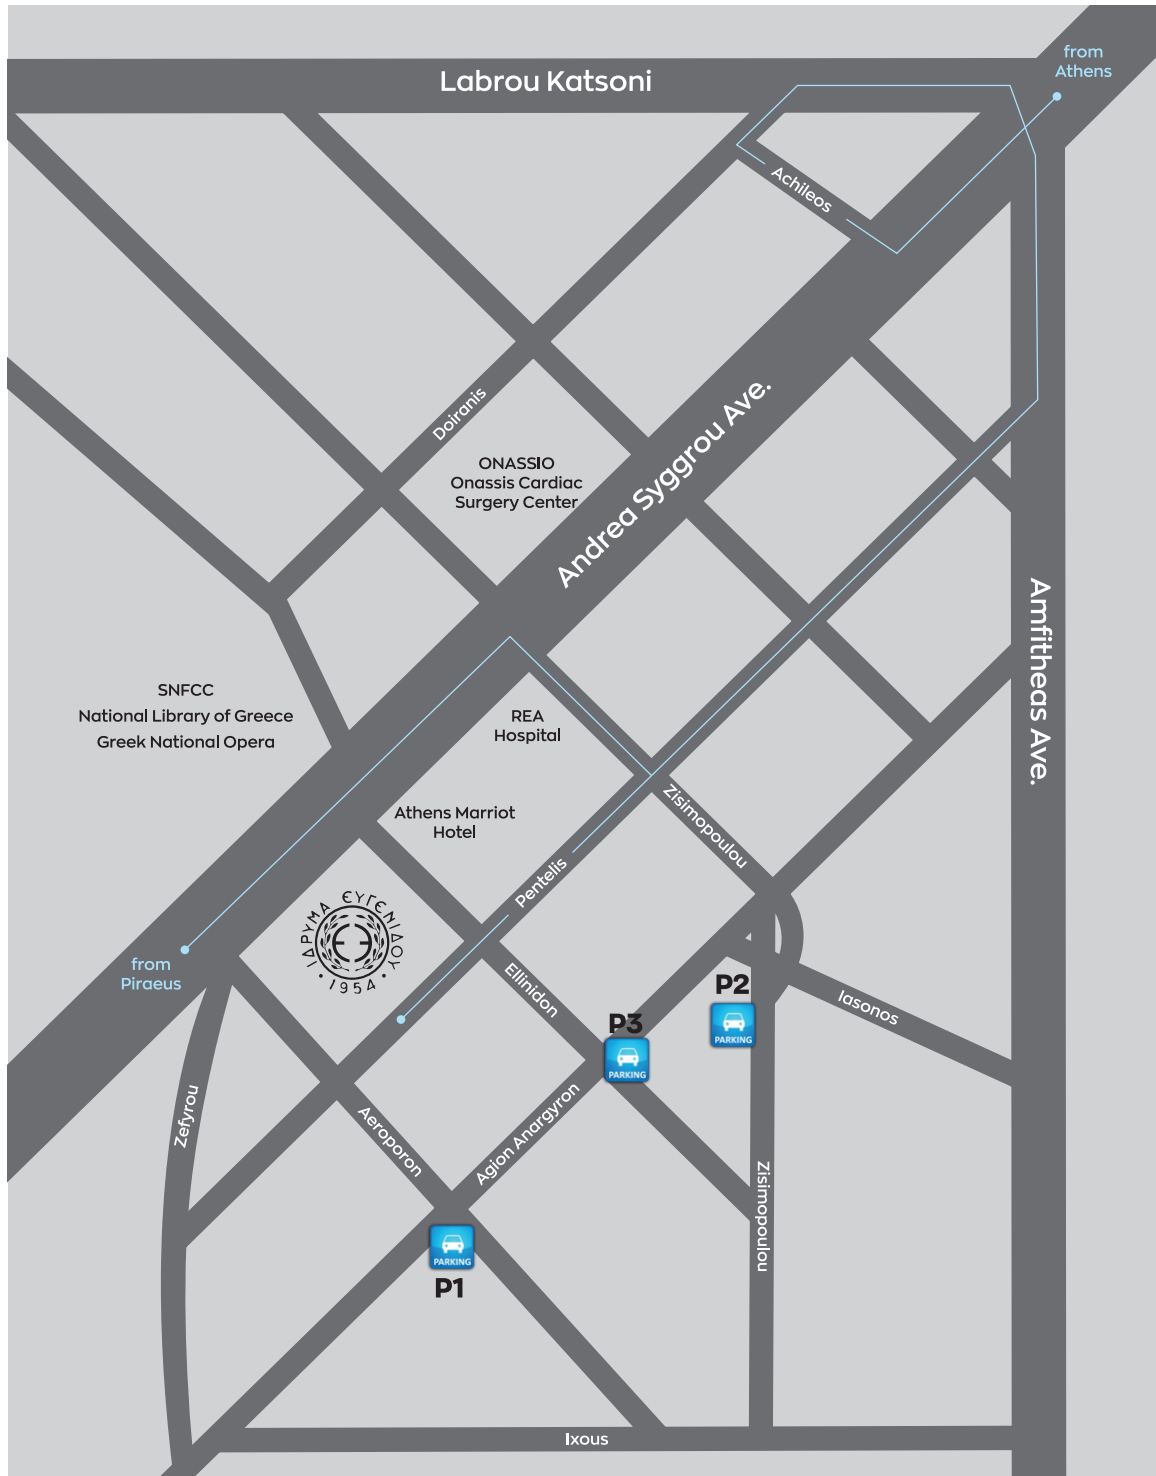 from
Athens
Labrou Katsoni
Achileos
Doiranis
Andrea Syggrou Ave.
ONASSIO
Onassis Cardiac
Surgery Center
Amfitheas Ave.
SNFCC
National Library of Greece
Greek National Opera
REA
Hospital
Athens Marriot
Hotel
Zisimopoulou
Pentelis
ΙΔΡΥΜΑ ΕΥΓΕΝΙΔΟΥ
• 1954 •
from
Piraeus
Ellinidon
P2
PARKING
Iasonos
P3
PARKING
Zefyrou
Aeroporon
Agion Anargyron
Zisimopoulou
PARKING
P1
Ixous